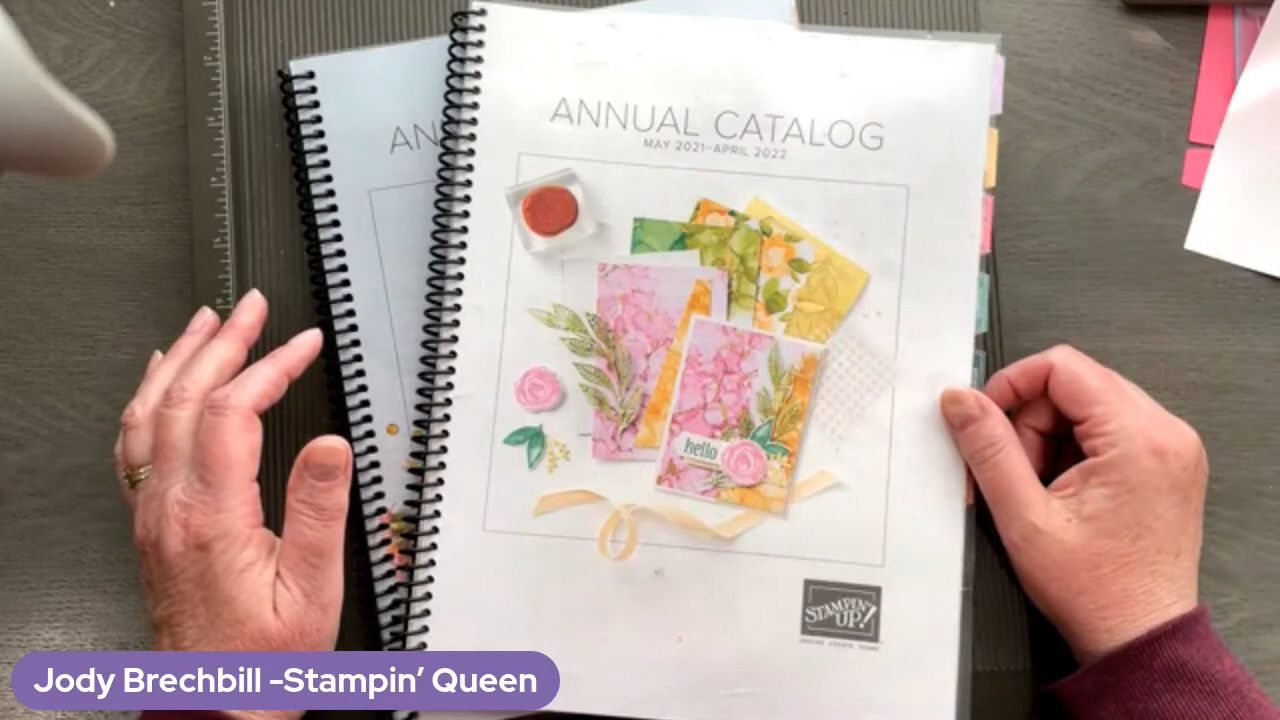 ANNUAL CATALOG
MAY 2021–APRIL 2022
AN
hello
STAMPIN'
UP!
Jody Brechbill -Stampin' Queen